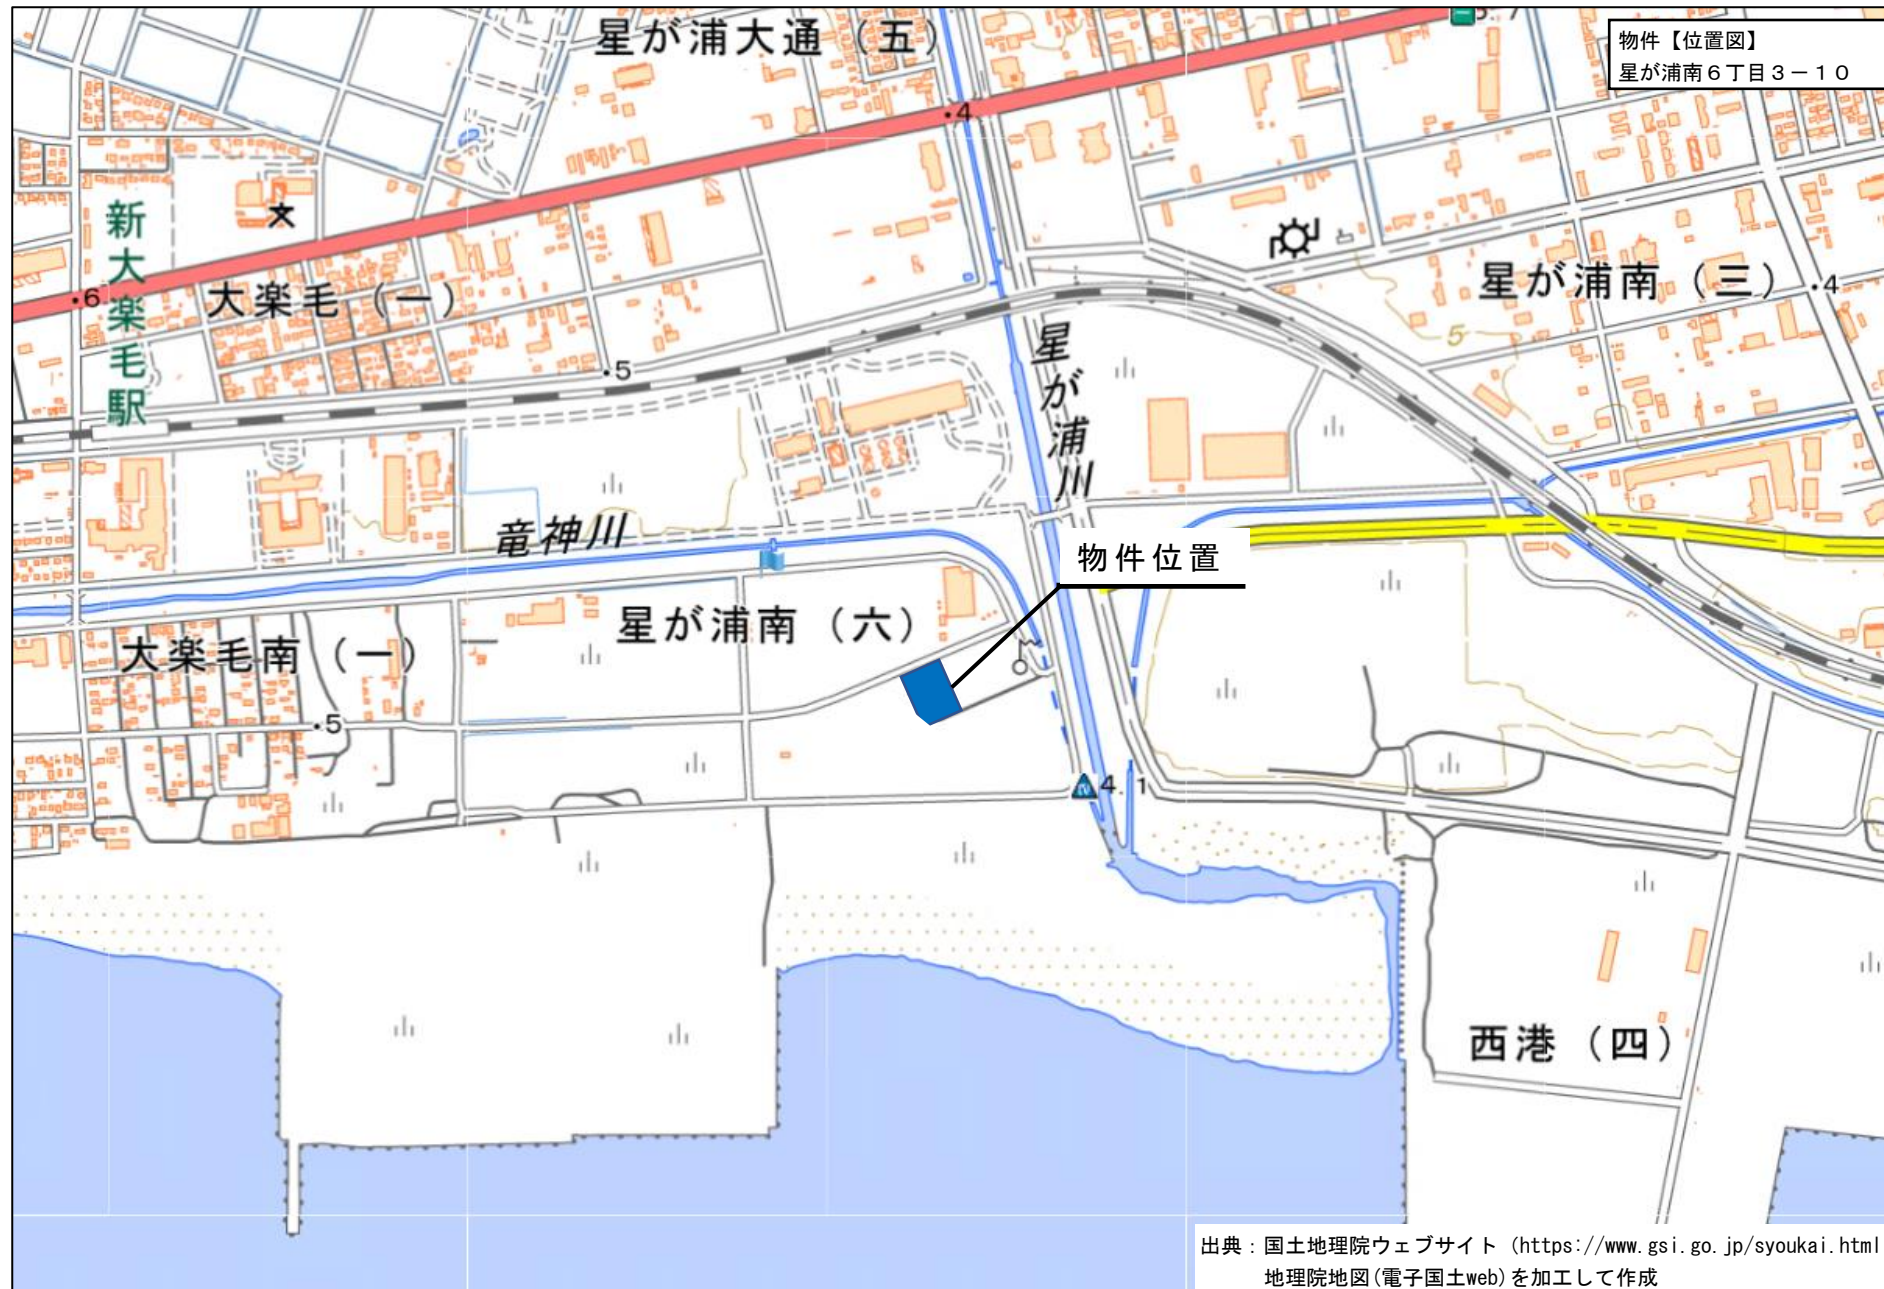 星が浦大通（五）
物件【位置図】
星が浦南６丁目３－１０
・4
新大楽毛駅
・6
大楽毛（一）
星が浦南（三）
・4
5
・5
星が浦川
竜神川
物件位置
星が浦南（六）
大楽毛南（一）
・5
4.1
西港（四）
出典：国土地理院ウェブサイト（https://www.gsi.go.jp/syoukai.html
地理院地図(電子国土web)を加工して作成